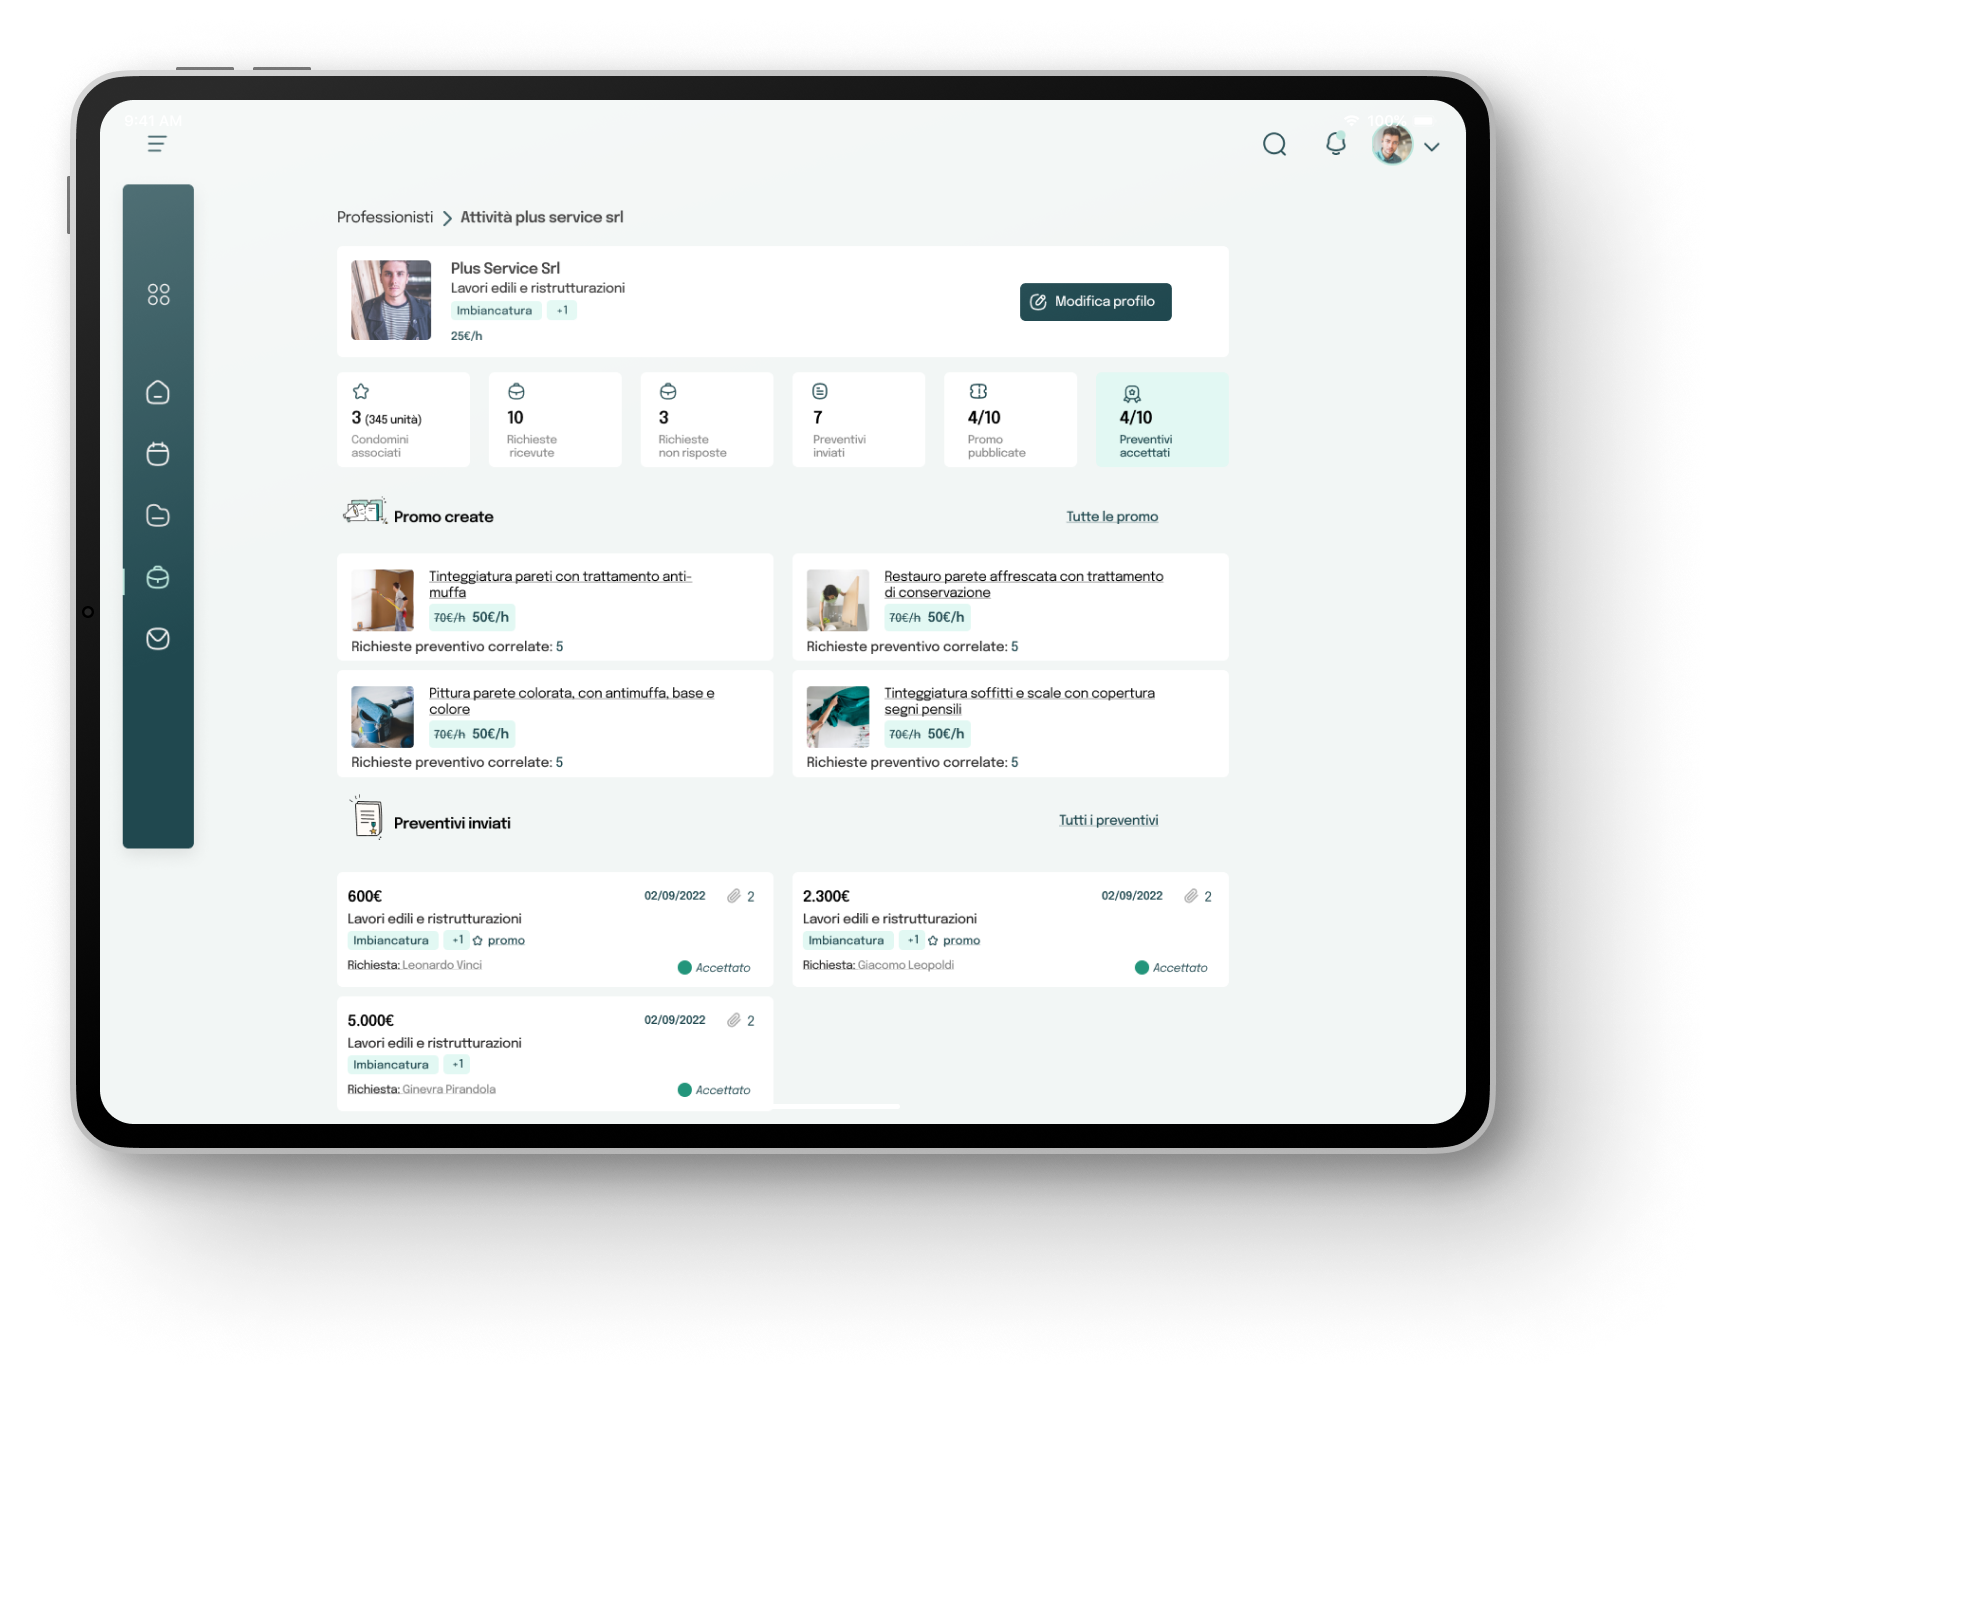 9:41 AM
100%
Professionisti
Attività plus service srl
Plus Service Srl
Lavori edili e ristrutturazioni
Imbiancatura +1
25€/h
Modifica profilo
3 (345 unità)
Condomini
associati
10
Richieste
ricevute
3
Richieste
non risposte
7
Preventivi
inviati
4/10
Promo
pubblicate
4/10
Preventivi
accettati
Promo create
Tutte le promo
Tinteggiatura pareti con trattamento anti-
muffa
70€/h 50€/h
Richieste preventivo correlate: 5
Restauro parete affrescata con trattamento
di conservazione
70€/h 50€/h
Richieste preventivo correlate: 5
Pittura parete colorata, con antimuffa, base e
colore
70€/h 50€/h
Richieste preventivo correlate: 5
Tinteggiatura soffitti e scale con copertura
segni pensili
70€/h 50€/h
Richieste preventivo correlate: 5
Preventivi inviati
Tutti i preventivi
600€ 02/09/2022 2
Lavori edili e ristrutturazioni
Imbiancatura +1 promo
Richiesta: Leonardo Vinci
Accettato
2.300€ 02/09/2022 2
Lavori edili e ristrutturazioni
Imbiancatura +1 promo
Richiesta: Giacomo Leopoldi
Accettato
5.000€ 02/09/2022 2
Lavori edili e ristrutturazioni
Imbiancatura +1
Richiesta: Ginevra Pirandola
Accettato